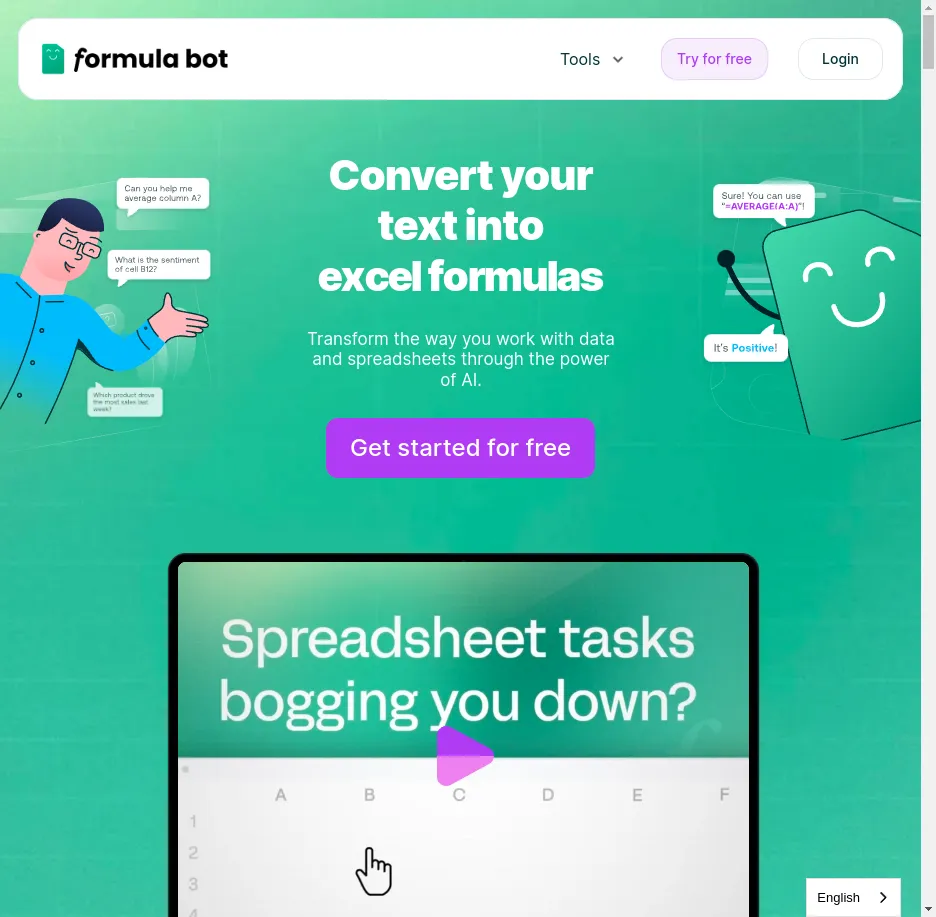 formula bot
Tools
Try for free
Login
Convert your
text into
excel formulas
Can you help me
average column A?
What is the sentiment
of cell B12?
Which product drove
the most sales last
week?
Sure! You can use
"=AVERAGE(A:A)"!
It's Positive!
Transform the way you work with data
and spreadsheets through the power
of AI.
Get started for free
Spreadsheet tasks
bogging you down?
A B C D E F
1
2
3
4
English